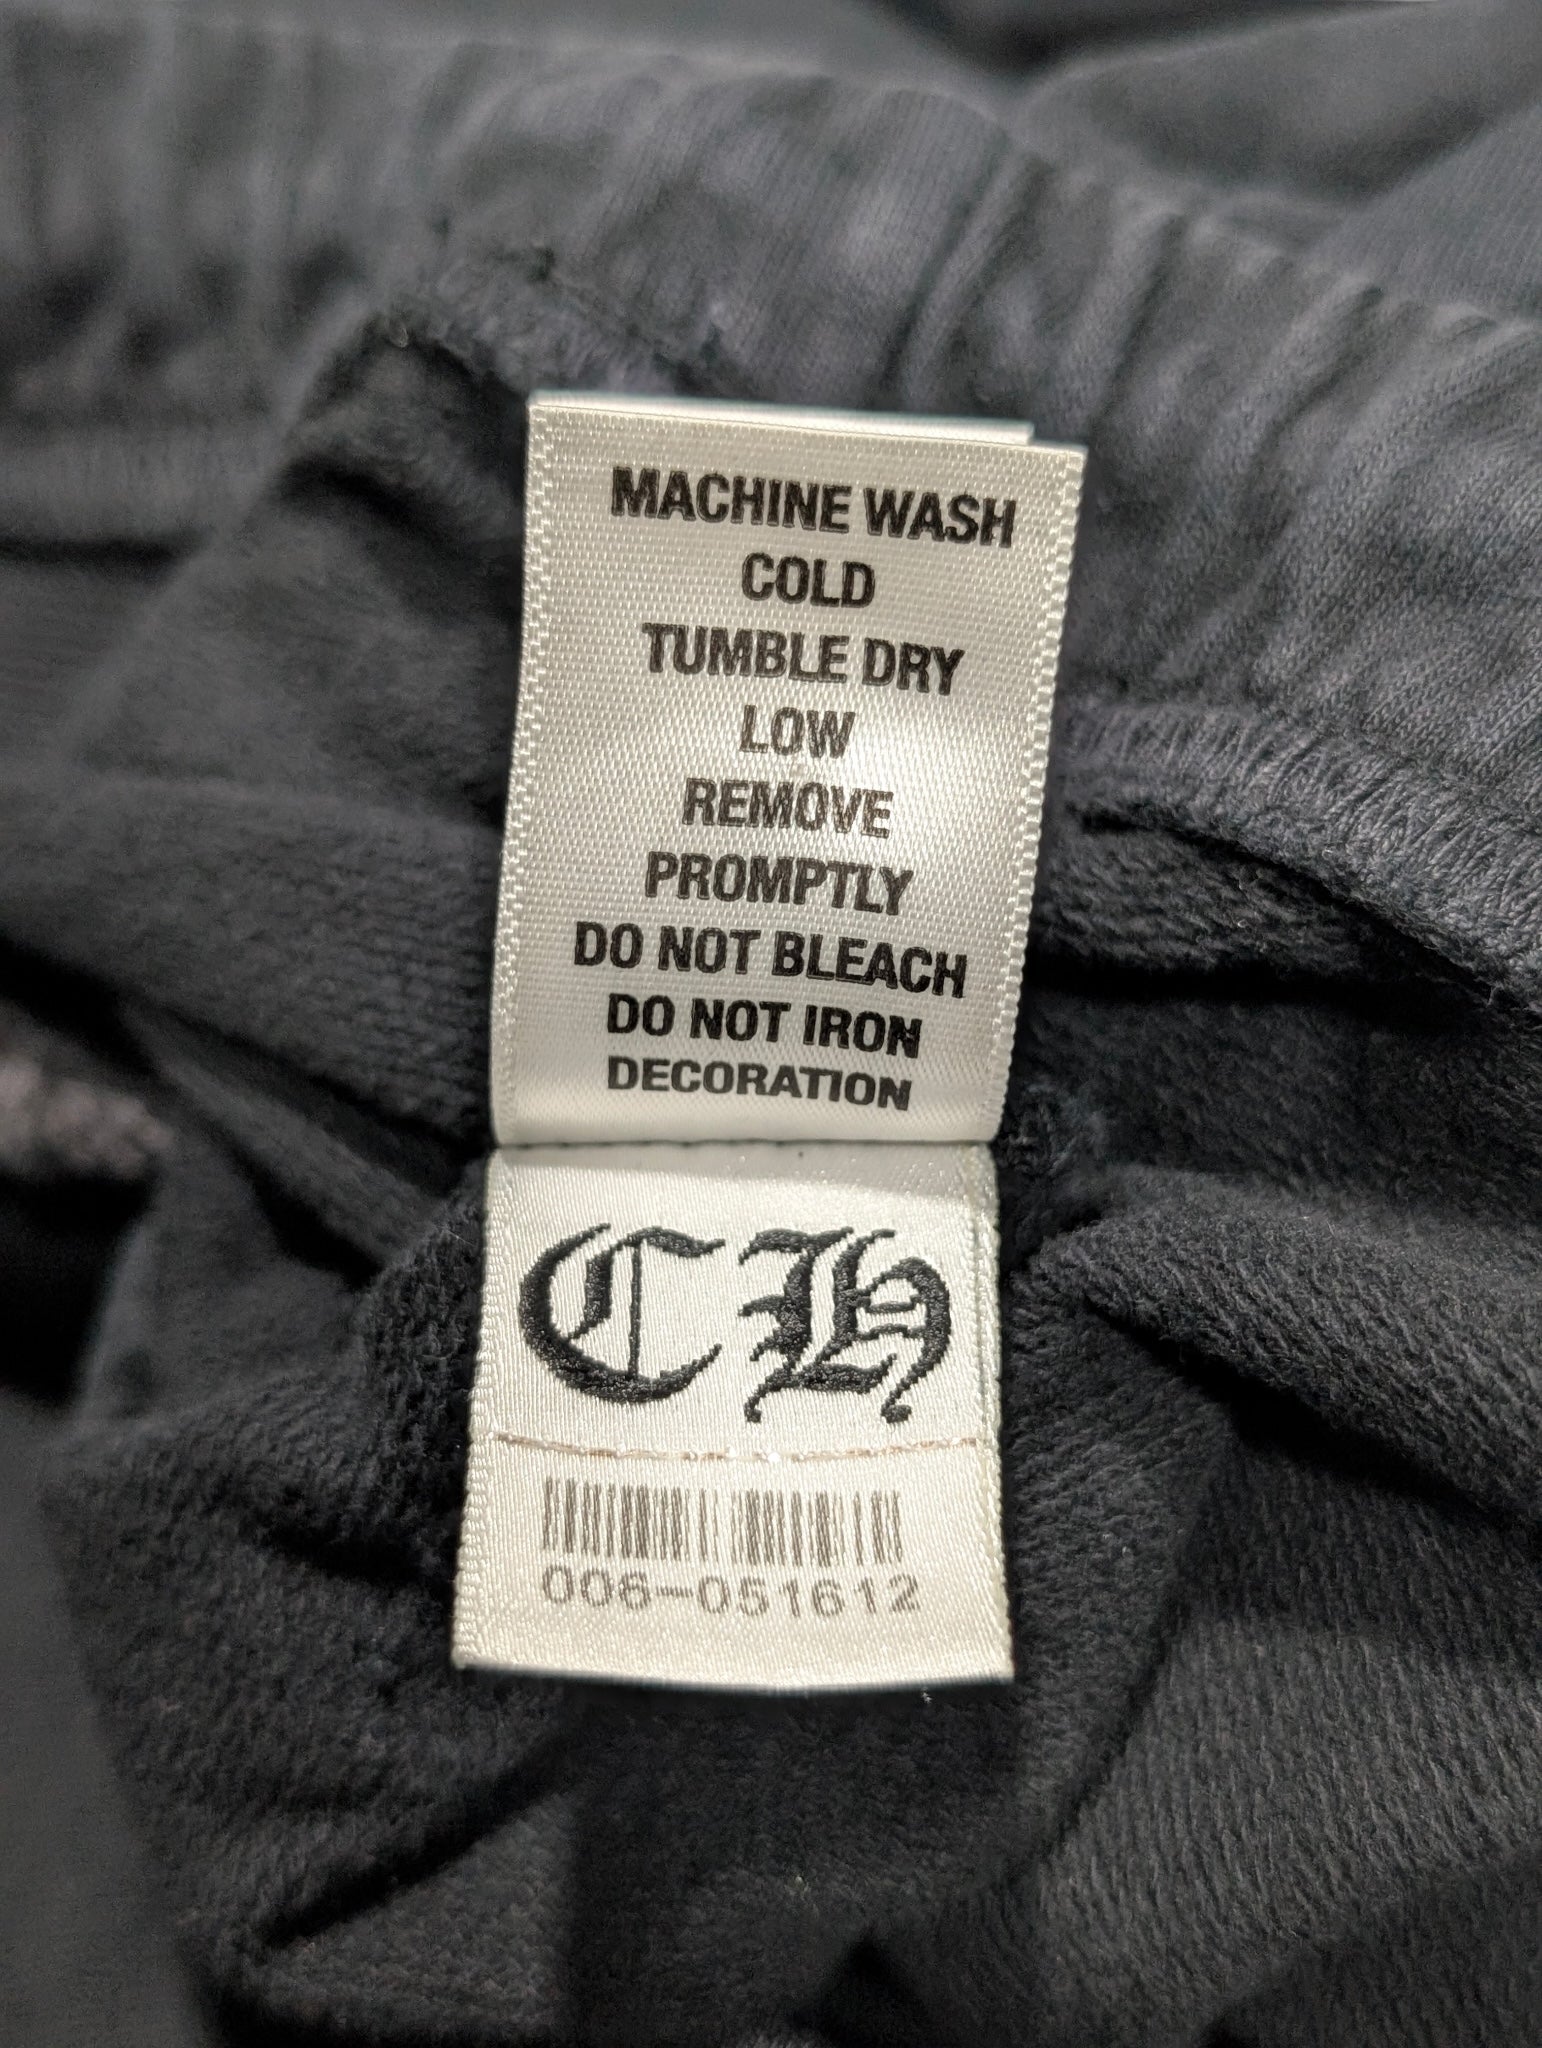 MACHINE WASH
COLD
TUMBLE DRY
LOW
REMOVE
PROMPTLY
DO NOT BLEACH
DO NOT IRON
DECORATION
CH
006-051612